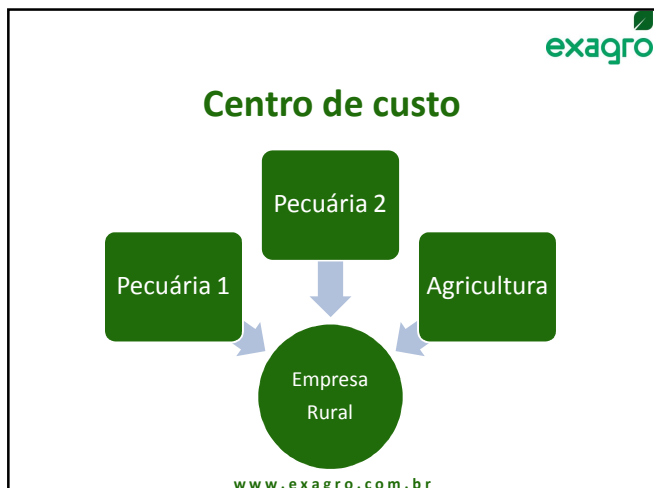 exagro
Centro de custo
Pecuária 2
Pecuária 1
Agricultura
Empresa
Rural
www.exagro.com.br